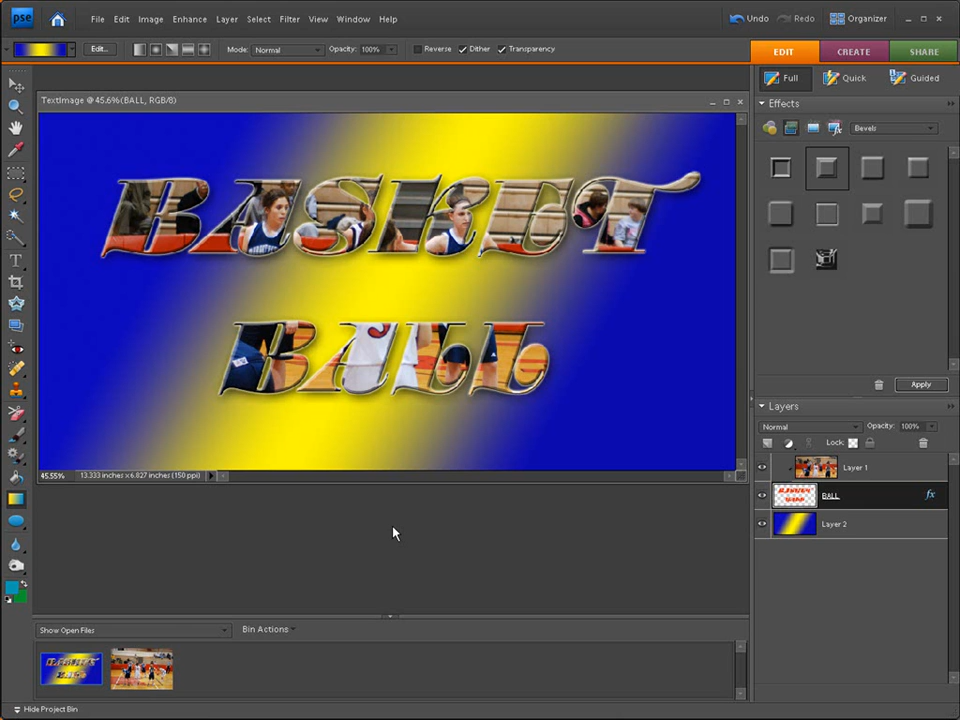 pse File Edit Image Enhance Layer Select Filter View Window Help Undo Redo Organizer
Edit... Mode: Normal Opacity: 100% Reverse Dither Transparency EDIT CREATE SHARE
Full Quick Guided
TextImage @ 45.6%(BALL, RGB/8)
Effects
Bevels
BASKET
BALL
Apply
Layers
Normal Opacity: 100%
Lock:
Layer 1
BALL fx
Layer 2
45.55% 13.333 inches x 6.827 inches (150 ppi)
Show Open Files Bin Actions
Hide Project Bin